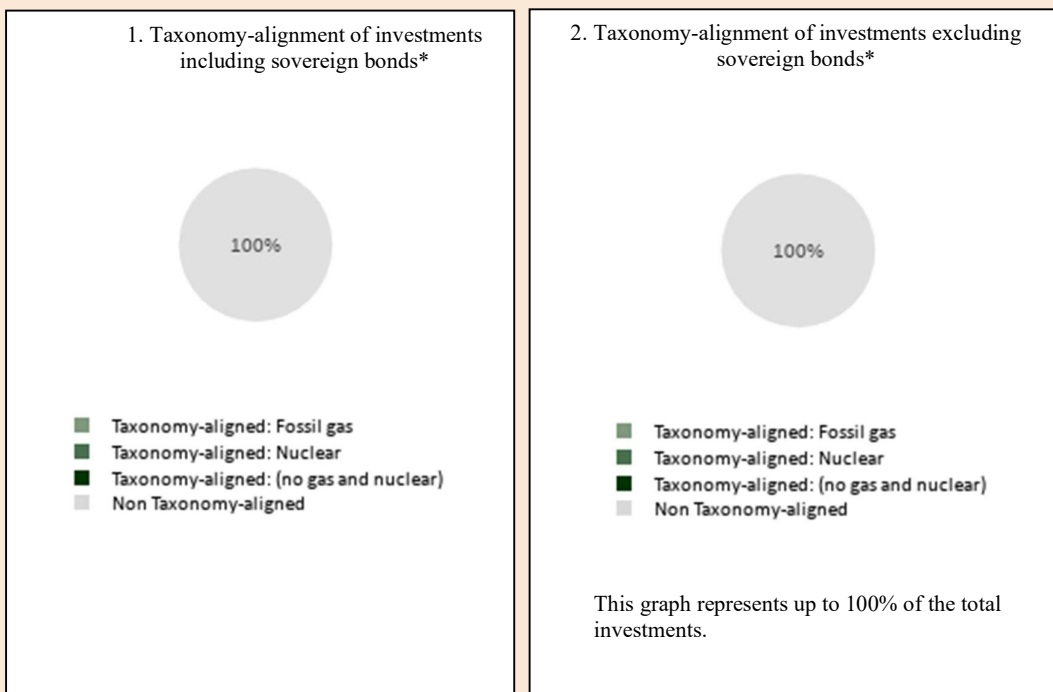 1. Taxonomy-alignment of investments
including sovereign bonds*
100%
Taxonomy-aligned: Fossil gas
Taxonomy-aligned: Nuclear
Taxonomy-aligned: (no gas and nuclear)
Non Taxonomy-aligned
2. Taxonomy-alignment of investments excluding
sovereign bonds*
100%
Taxonomy-aligned: Fossil gas
Taxonomy-aligned: Nuclear
Taxonomy-aligned: (no gas and nuclear)
Non Taxonomy-aligned
This graph represents up to 100% of the total
investments.